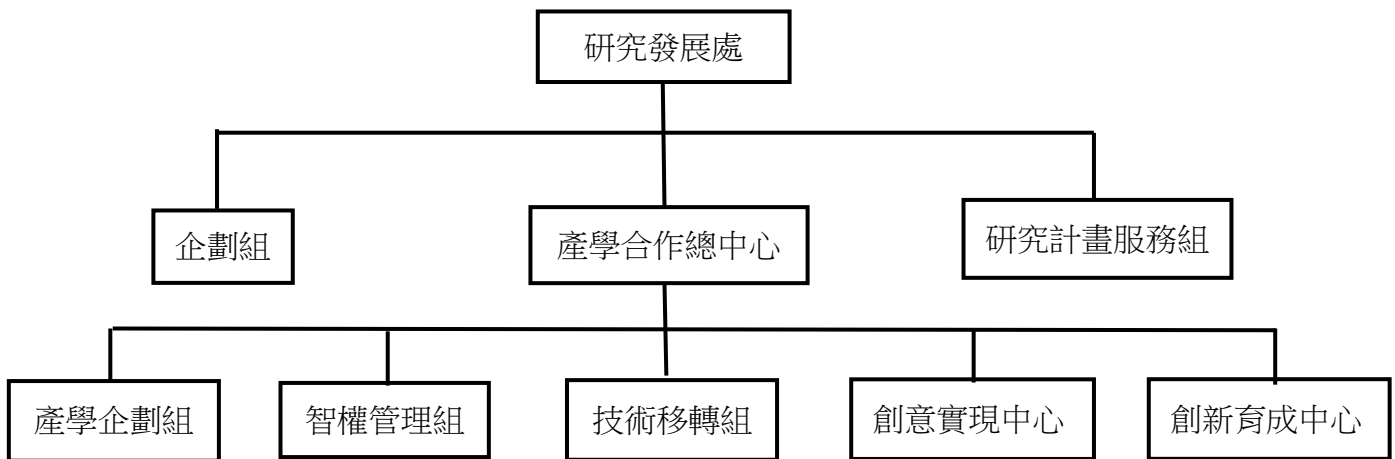 研究發展處
企劃組
產學合作總中心
研究計畫服務組
產學企劃組
智權管理組
技術移轉組
創意實現中心
創新育成中心